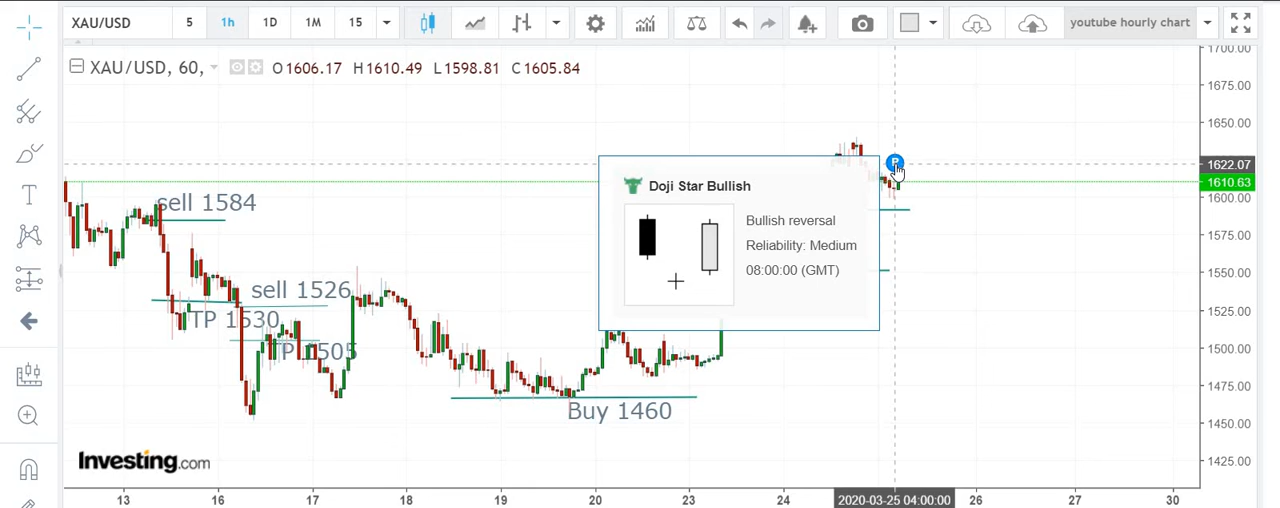 XAU/USD 5 1h 1D 1M 15 youtube hourly chart
XAU/USD, 60, O1606.17 H1610.49 L1598.81 C1605.84
1700.00
1675.00
1650.00
P
1622.07
1610.63
1600.00
1575.00
1550.00
1525.00
1500.00
1475.00
1450.00
1425.00
Doji Star Bullish
Bullish reversal
Reliability: Medium
08:00:00 (GMT)
sell 1584
sell 1526
TP 1530
TP 1505
Buy 1460
Investing.com
13 16 17 18 19 20 23 24 2020-03-25 04:00:00 26 27 30